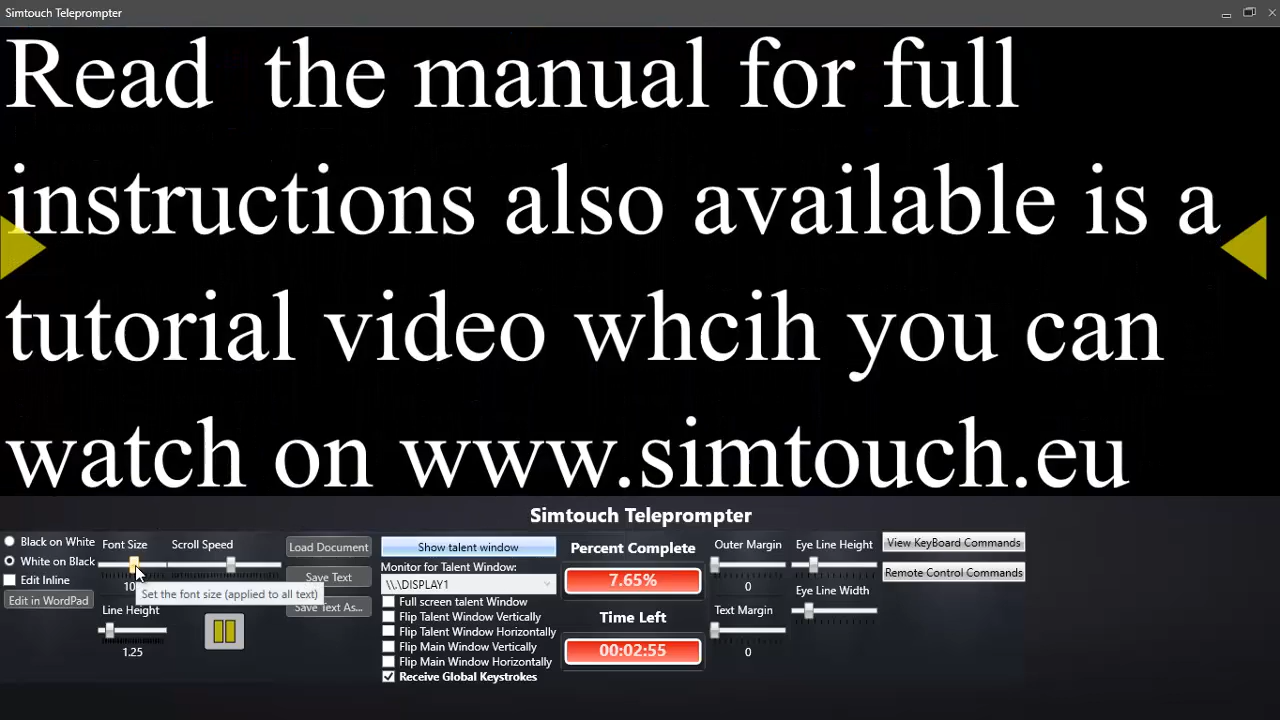 Simtouch Teleprompter
Read  the manual for full
instructions also available is a
tutorial video whcih you can
watch on www.simtouch.eu
Simtouch Teleprompter
Black on White
White on Black
Edit Inline
Edit in WordPad
Font Size
Scroll Speed
Set the font size (applied to all text)
Line Height
1.25
Load Document
Save Text
Save Text As...
Show talent window
Monitor for Talent Window:
\\.\DISPLAY1
Full screen talent Window
Flip Talent Window Vertically
Flip Talent Window Horizontally
Flip Main Window Vertically
Flip Main Window Horizontally
Receive Global Keystrokes
Percent Complete
7.65%
Time Left
00:02:55
Outer Margin
0
Text Margin
0
Eye Line Height
Eye Line Width
View KeyBoard Commands
Remote Control Commands